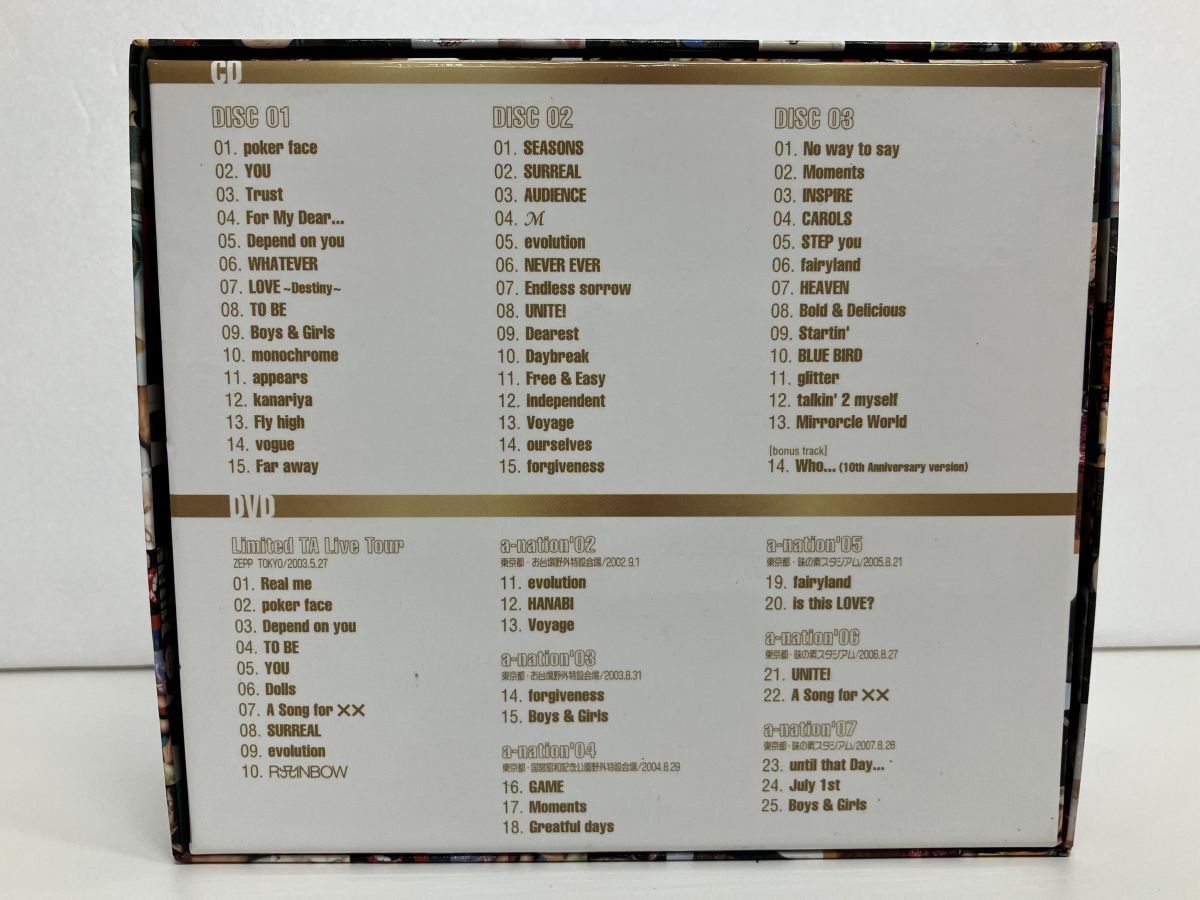 CD
DISC 01
01. poker face
02. YOU
03. Trust
04. For My Dear...
05. Depend on you
06. WHATEVER
07. LOVE ~Destiny~
08. TO BE
09. Boys & Girls
10. monochrome
11. appears
12. kanariya
13. Fly high
14. vogue
15. Far away
DISC 02
01. SEASONS
02. SURREAL
03. AUDIENCE
04. M
05. evolution
06. NEVER EVER
07. Endless sorrow
08. UNITE!
09. Dearest
10. Daybreak
11. Free & Easy
12. independent
13. Voyage
14. ourselves
15. forgiveness
DISC 03
01. No way to say
02. Moments
03. INSPIRE
04. CAROLS
05. STEP you
06. fairyland
07. HEAVEN
08. Bold & Delicious
09. Startin'
10. BLUE BIRD
11. glitter
12. talkin' 2 myself
13. Mirrorcle World
[bonus track]
14. Who... (10th Anniversary version)
DVD
Limited TA Live Tour
ZEPP TOKYO/2003.5.27
01. Real me
02. poker face
03. Depend on you
04. TO BE
05. YOU
06. Dolls
07. A Song for ××
08. SURREAL
09. evolution
10. RAINBOW
a-nation'02
東京都・お台場野外特設会場/2002.9.1
11. evolution
12. HANABI
13. Voyage
a-nation'03
東京都・お台場野外特設会場/2003.8.31
14. forgiveness
15. Boys & Girls
a-nation'04
東京都・国営昭和記念公園野外特設会場/2004.8.29
16. GAME
17. Moments
18. Greatful days
a-nation'05
東京都・味の素スタジアム/2005.8.21
19. fairyland
20. is this LOVE?
a-nation'06
東京都・味の素スタジアム/2006.8.27
21. UNITE!
22. A Song for ××
a-nation'07
東京都・味の素スタジアム/2007.8.26
23. until that Day...
24. July 1st
25. Boys & Girls